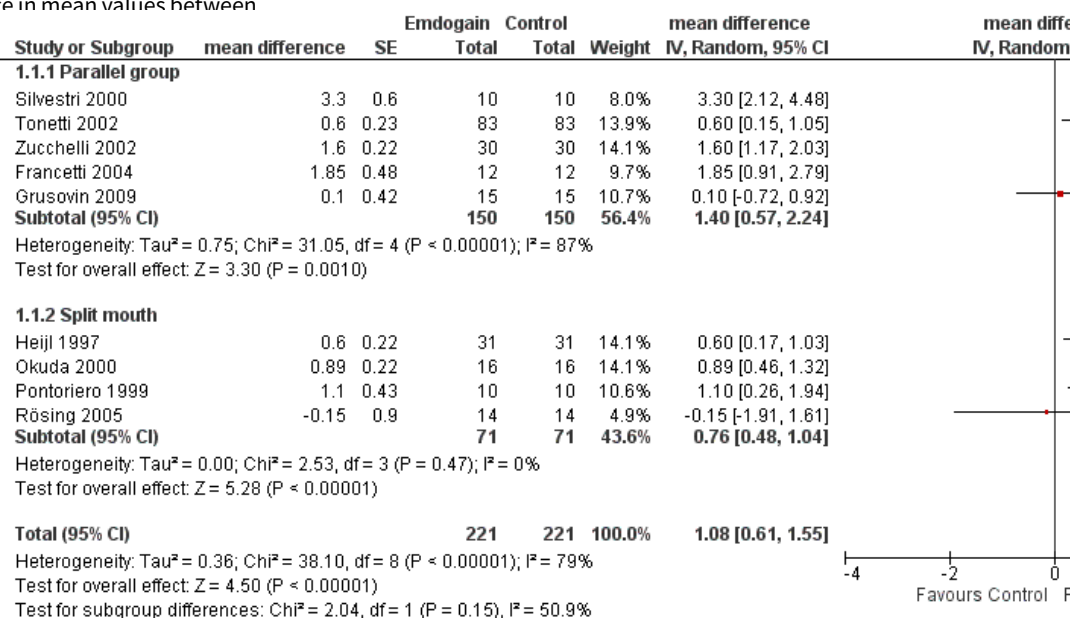 in mean values between
Emdogain Control mean difference
Study or Subgroup mean difference SE Total Total Weight IV, Random, 95% CI IV, Random
1.1.1 Parallel group
Silvestri 2000 3.3 0.6 10 10 8.0% 3.30 [2.12, 4.48]
Tonetti 2002 0.6 0.23 83 83 13.9% 0.60 [0.15, 1.05]
Zucchelli 2002 1.6 0.22 30 30 14.1% 1.60 [1.17, 2.03]
Francetti 2004 1.85 0.48 12 12 9.7% 1.85 [0.91, 2.79]
Grusovin 2009 0.1 0.42 15 15 10.7% 0.10 [-0.72, 0.92]
Subtotal (95% CI) 150 150 56.4% 1.40 [0.57, 2.24]
Heterogeneity: Tau² = 0.75; Chi² = 31.05, df = 4 (P < 0.00001); I² = 87%
Test for overall effect: Z = 3.30 (P = 0.0010)
1.1.2 Split mouth
Heijl 1997 0.6 0.22 31 31 14.1% 0.60 [0.17, 1.03]
Okuda 2000 0.89 0.22 16 16 14.1% 0.89 [0.46, 1.32]
Pontoriero 1999 1.1 0.43 10 10 10.6% 1.10 [0.26, 1.94]
Rösing 2005 -0.15 0.9 14 14 4.9% -0.15 [-1.91, 1.61]
Subtotal (95% CI) 71 71 43.6% 0.76 [0.48, 1.04]
Heterogeneity: Tau² = 0.00; Chi² = 2.53, df = 3 (P = 0.47); I² = 0%
Test for overall effect: Z = 5.28 (P < 0.00001)
Total (95% CI) 221 221 100.0% 1.08 [0.61, 1.55]
Heterogeneity: Tau² = 0.36; Chi² = 38.10, df = 8 (P < 0.00001); I² = 79%
Test for overall effect: Z = 4.50 (P < 0.00001)
Test for subgroup differences: Chi² = 2.04, df = 1 (P = 0.15), I² = 50.9%
-4 -2 0
Favours Control